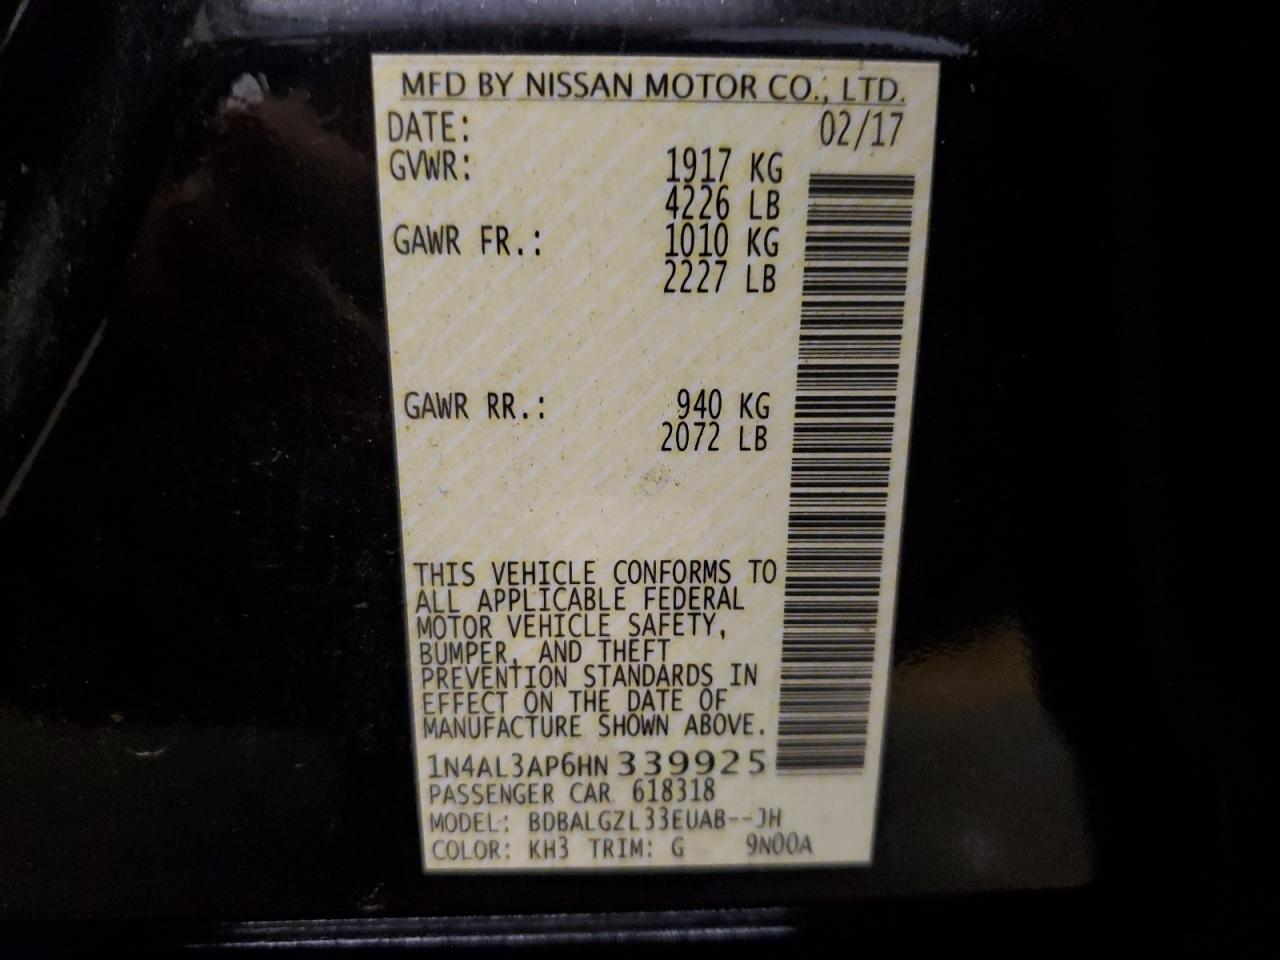 MFD BY NISSAN MOTOR CO., LTD.
DATE: 02/17
GVWR: 1917 KG
4226 LB
GAWR FR.: 1010 KG
2227 LB
GAWR RR.: 940 KG
2072 LB
THIS VEHICLE CONFORMS TO
ALL APPLICABLE FEDERAL
MOTOR VEHICLE SAFETY,
BUMPER, AND THEFT
PREVENTION STANDARDS IN
EFFECT ON THE DATE OF
MANUFACTURE SHOWN ABOVE.
1N4AL3AP6HN 339925
PASSENGER CAR 618318
MODEL: BDBALGZL33EUAB--JH
COLOR: KH3 TRIM: G 9N00A